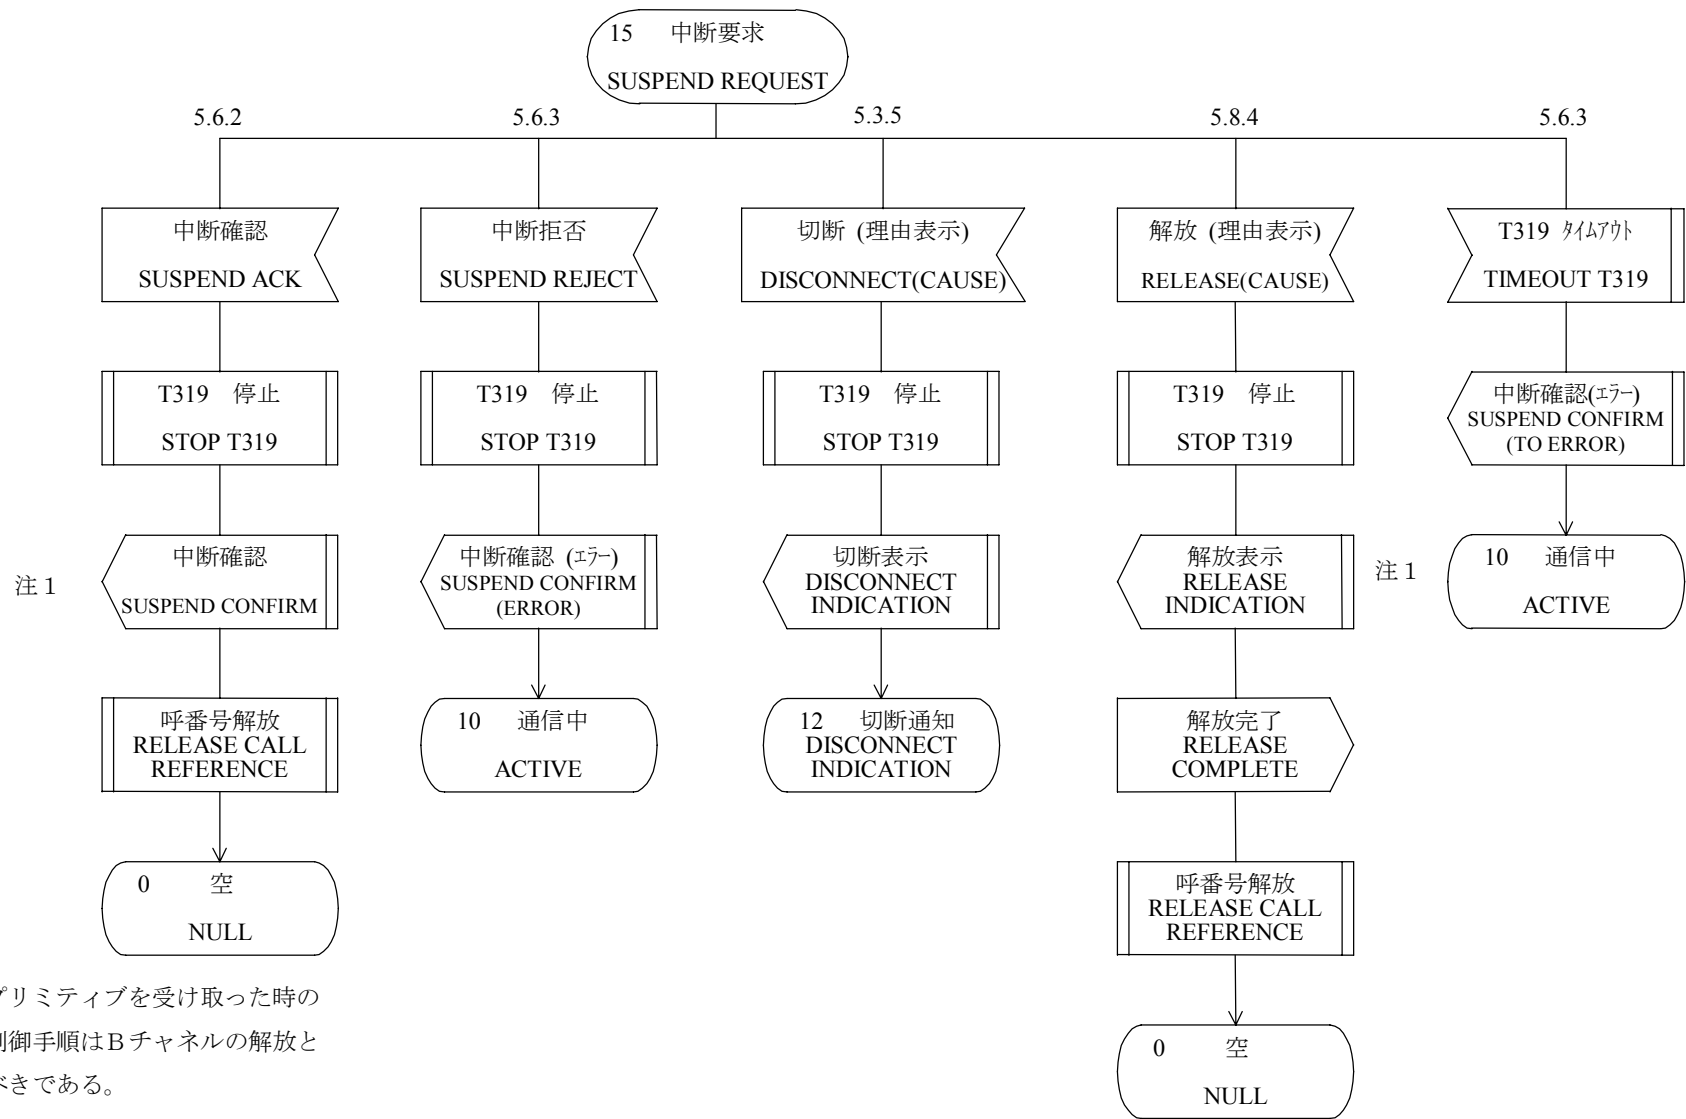 15 中断要求
SUSPEND REQUEST
5.6.2
5.6.3
5.3.5
5.8.4
5.6.3
中断確認
SUSPEND ACK
中断拒否
SUSPEND REJECT
切断 (理由表示)
DISCONNECT(CAUSE)
解放 (理由表示)
RELEASE(CAUSE)
T319 ﾀｲﾑｱｳﾄ
TIMEOUT T319
T319 停止
STOP T319
T319 停止
STOP T319
T319 停止
STOP T319
T319 停止
STOP T319
中断確認(ｴﾗｰ)
SUSPEND CONFIRM
(TO ERROR)
注１
中断確認
SUSPEND CONFIRM
中断確認 (ｴﾗｰ)
SUSPEND CONFIRM
(ERROR)
切断表示
DISCONNECT
INDICATION
解放表示
RELEASE
INDICATION
注１
10 通信中
ACTIVE
呼番号解放
RELEASE CALL
REFERENCE
10 通信中
ACTIVE
12 切断通知
DISCONNECT
INDICATION
解放完了
RELEASE
COMPLETE
0 空
NULL
呼番号解放
RELEASE CALL
REFERENCE
0 空
NULL
プリミティブを受け取った時の
制御手順はＢチャネルの解放と
べきである。